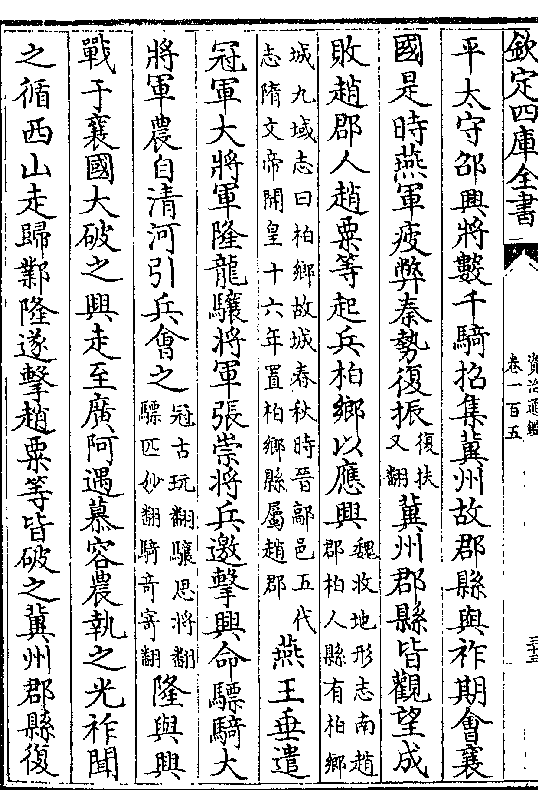 欽定四庫全書
資治通鑑
卷一百五
三十三
平太守邵興將數千騎招集冀州故郡縣與祚期會襄
國是時燕軍疲弊秦勢復振復扶又翻冀州郡縣皆觀望成
敗趙郡人趙粟等起兵柏鄉以應興魏收地形志南趙郡柏人縣有柏鄉
城九域志曰柏鄉故城春秋時晉鄗邑五代志隋文帝開皇十六年置柏鄉縣屬趙郡燕王垂遣
冠軍大將軍隆龍驤將軍張崇將兵邀擊興命驃騎大
將軍農自清河引兵會之冠古玩翻驤思將翻驃匹妙翻騎奇寄翻隆與興
戰于襄國大破之興走至廣阿遇慕容農執之光祚聞
之循西山走歸鄴隆遂擊趙粟等皆破之冀州郡縣復